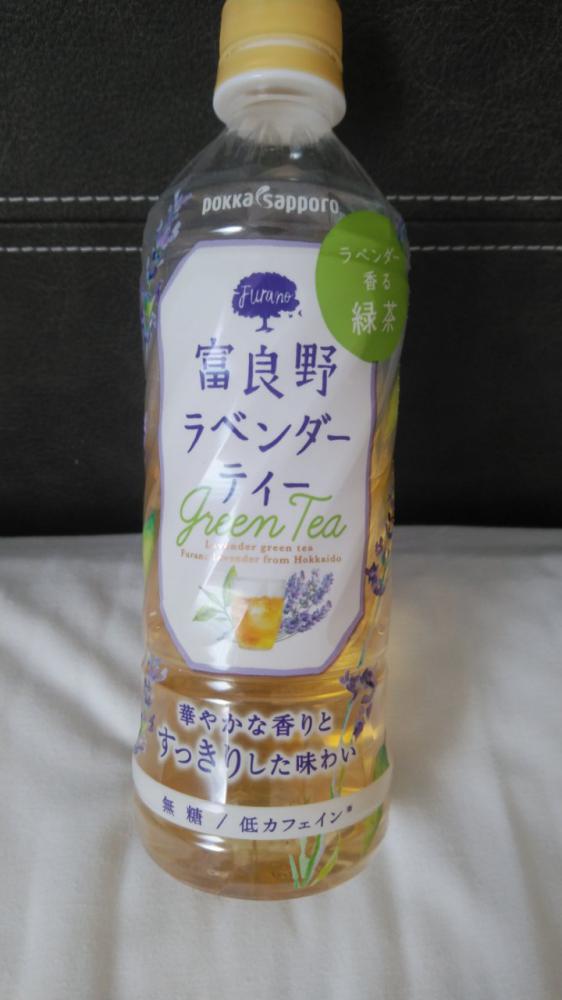 pokka sapporo
ラベンダー
香る
緑茶
Furano
富良野
ラベンダー
ティー
Green Tea
Lavender green tea
Furano lavender from Hokkaido
華やかな香りと
すっきりした味わい
無糖 / 低カフェイン*